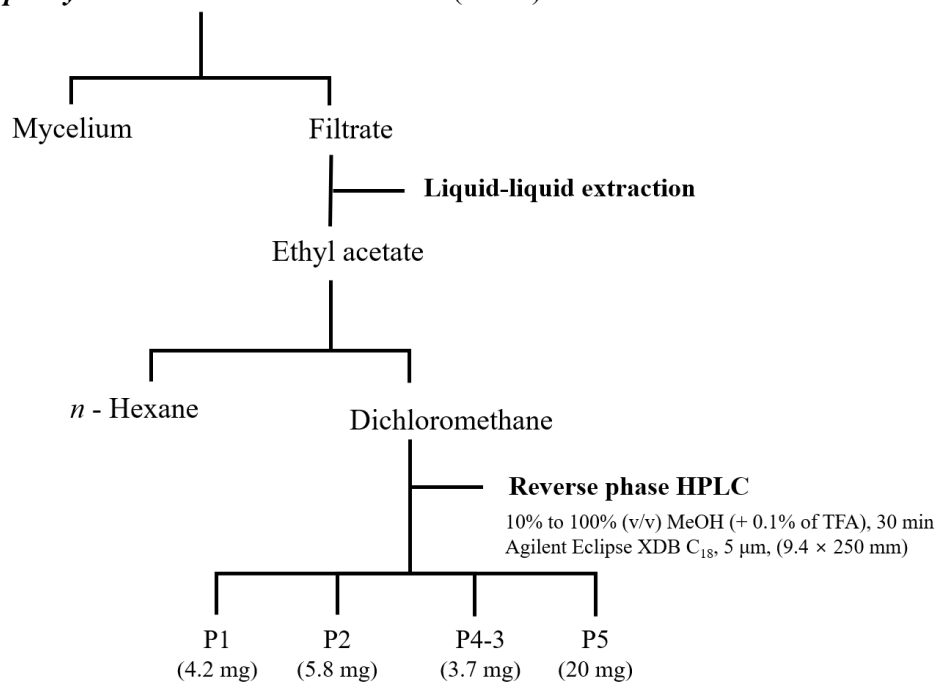 Mycelium
Filtrate
Liquid-liquid extraction
Ethyl acetate
n - Hexane
Dichloromethane
Reverse phase HPLC
10% to 100% (v/v) MeOH (+ 0.1% of TFA), 30 min
Agilent Eclipse XDB C₁₈, 5 μm, (9.4 × 250 mm)
P1
P2
P4-3
P5
(4.2 mg)
(5.8 mg)
(3.7 mg)
(20 mg)